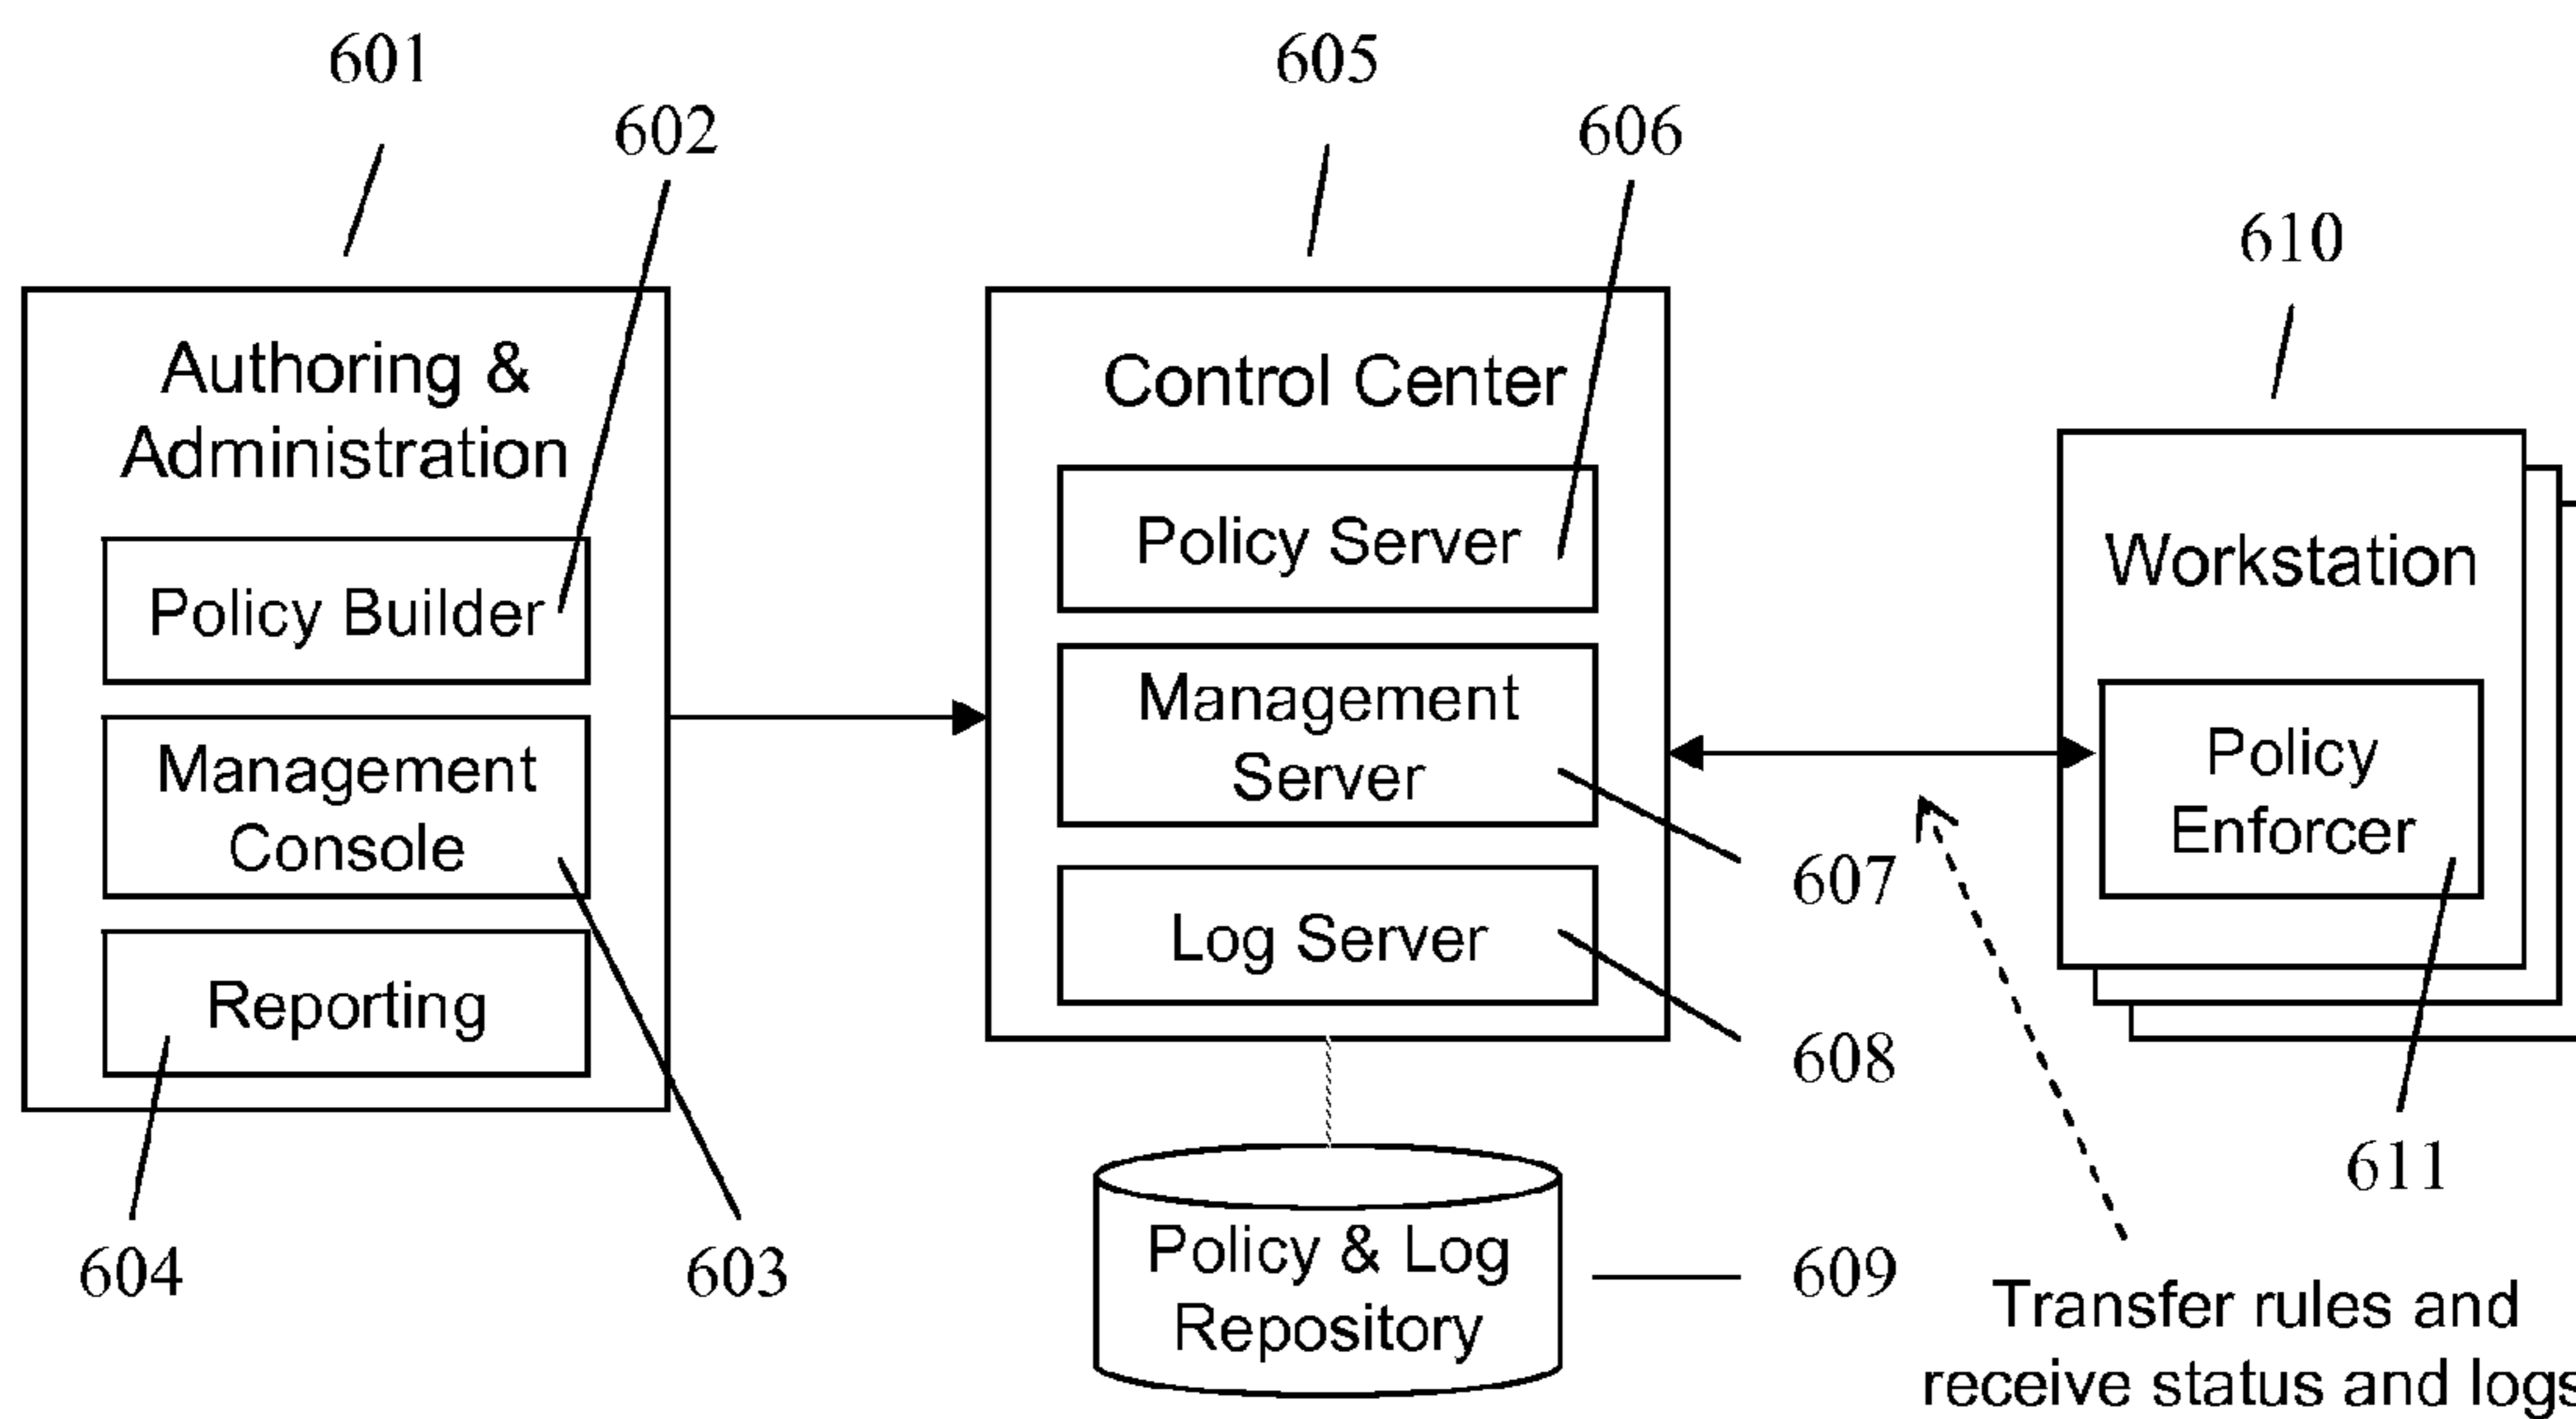 601
602
605
606
610
Authoring &
Administration
Policy Builder
Management
Console
Reporting
604
603
Control Center
Policy Server
Management
Server
Log Server
607
608
Policy & Log
Repository
609
Workstation
Policy
Enforcer
611
Transfer rules and
receive status and logs